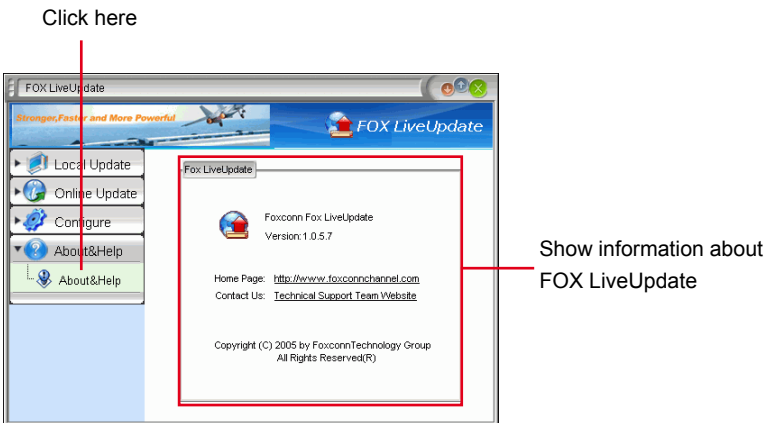 Click here
FOX LiveUpdate
Stronger,Faster and More Powerful
FOX LiveUpdate
Local Update
Online Update
Configure
About&Help
About&Help
Fox LiveUpdate
Foxconn Fox LiveUpdate
Version:1.0.5.7
Home Page: http://www.foxconnchannel.com
Contact Us: Technical Support Team Website
Copyright (C) 2005 by FoxconnTechnology Group
All Rights Reserved(R)
Show information about
FOX LiveUpdate